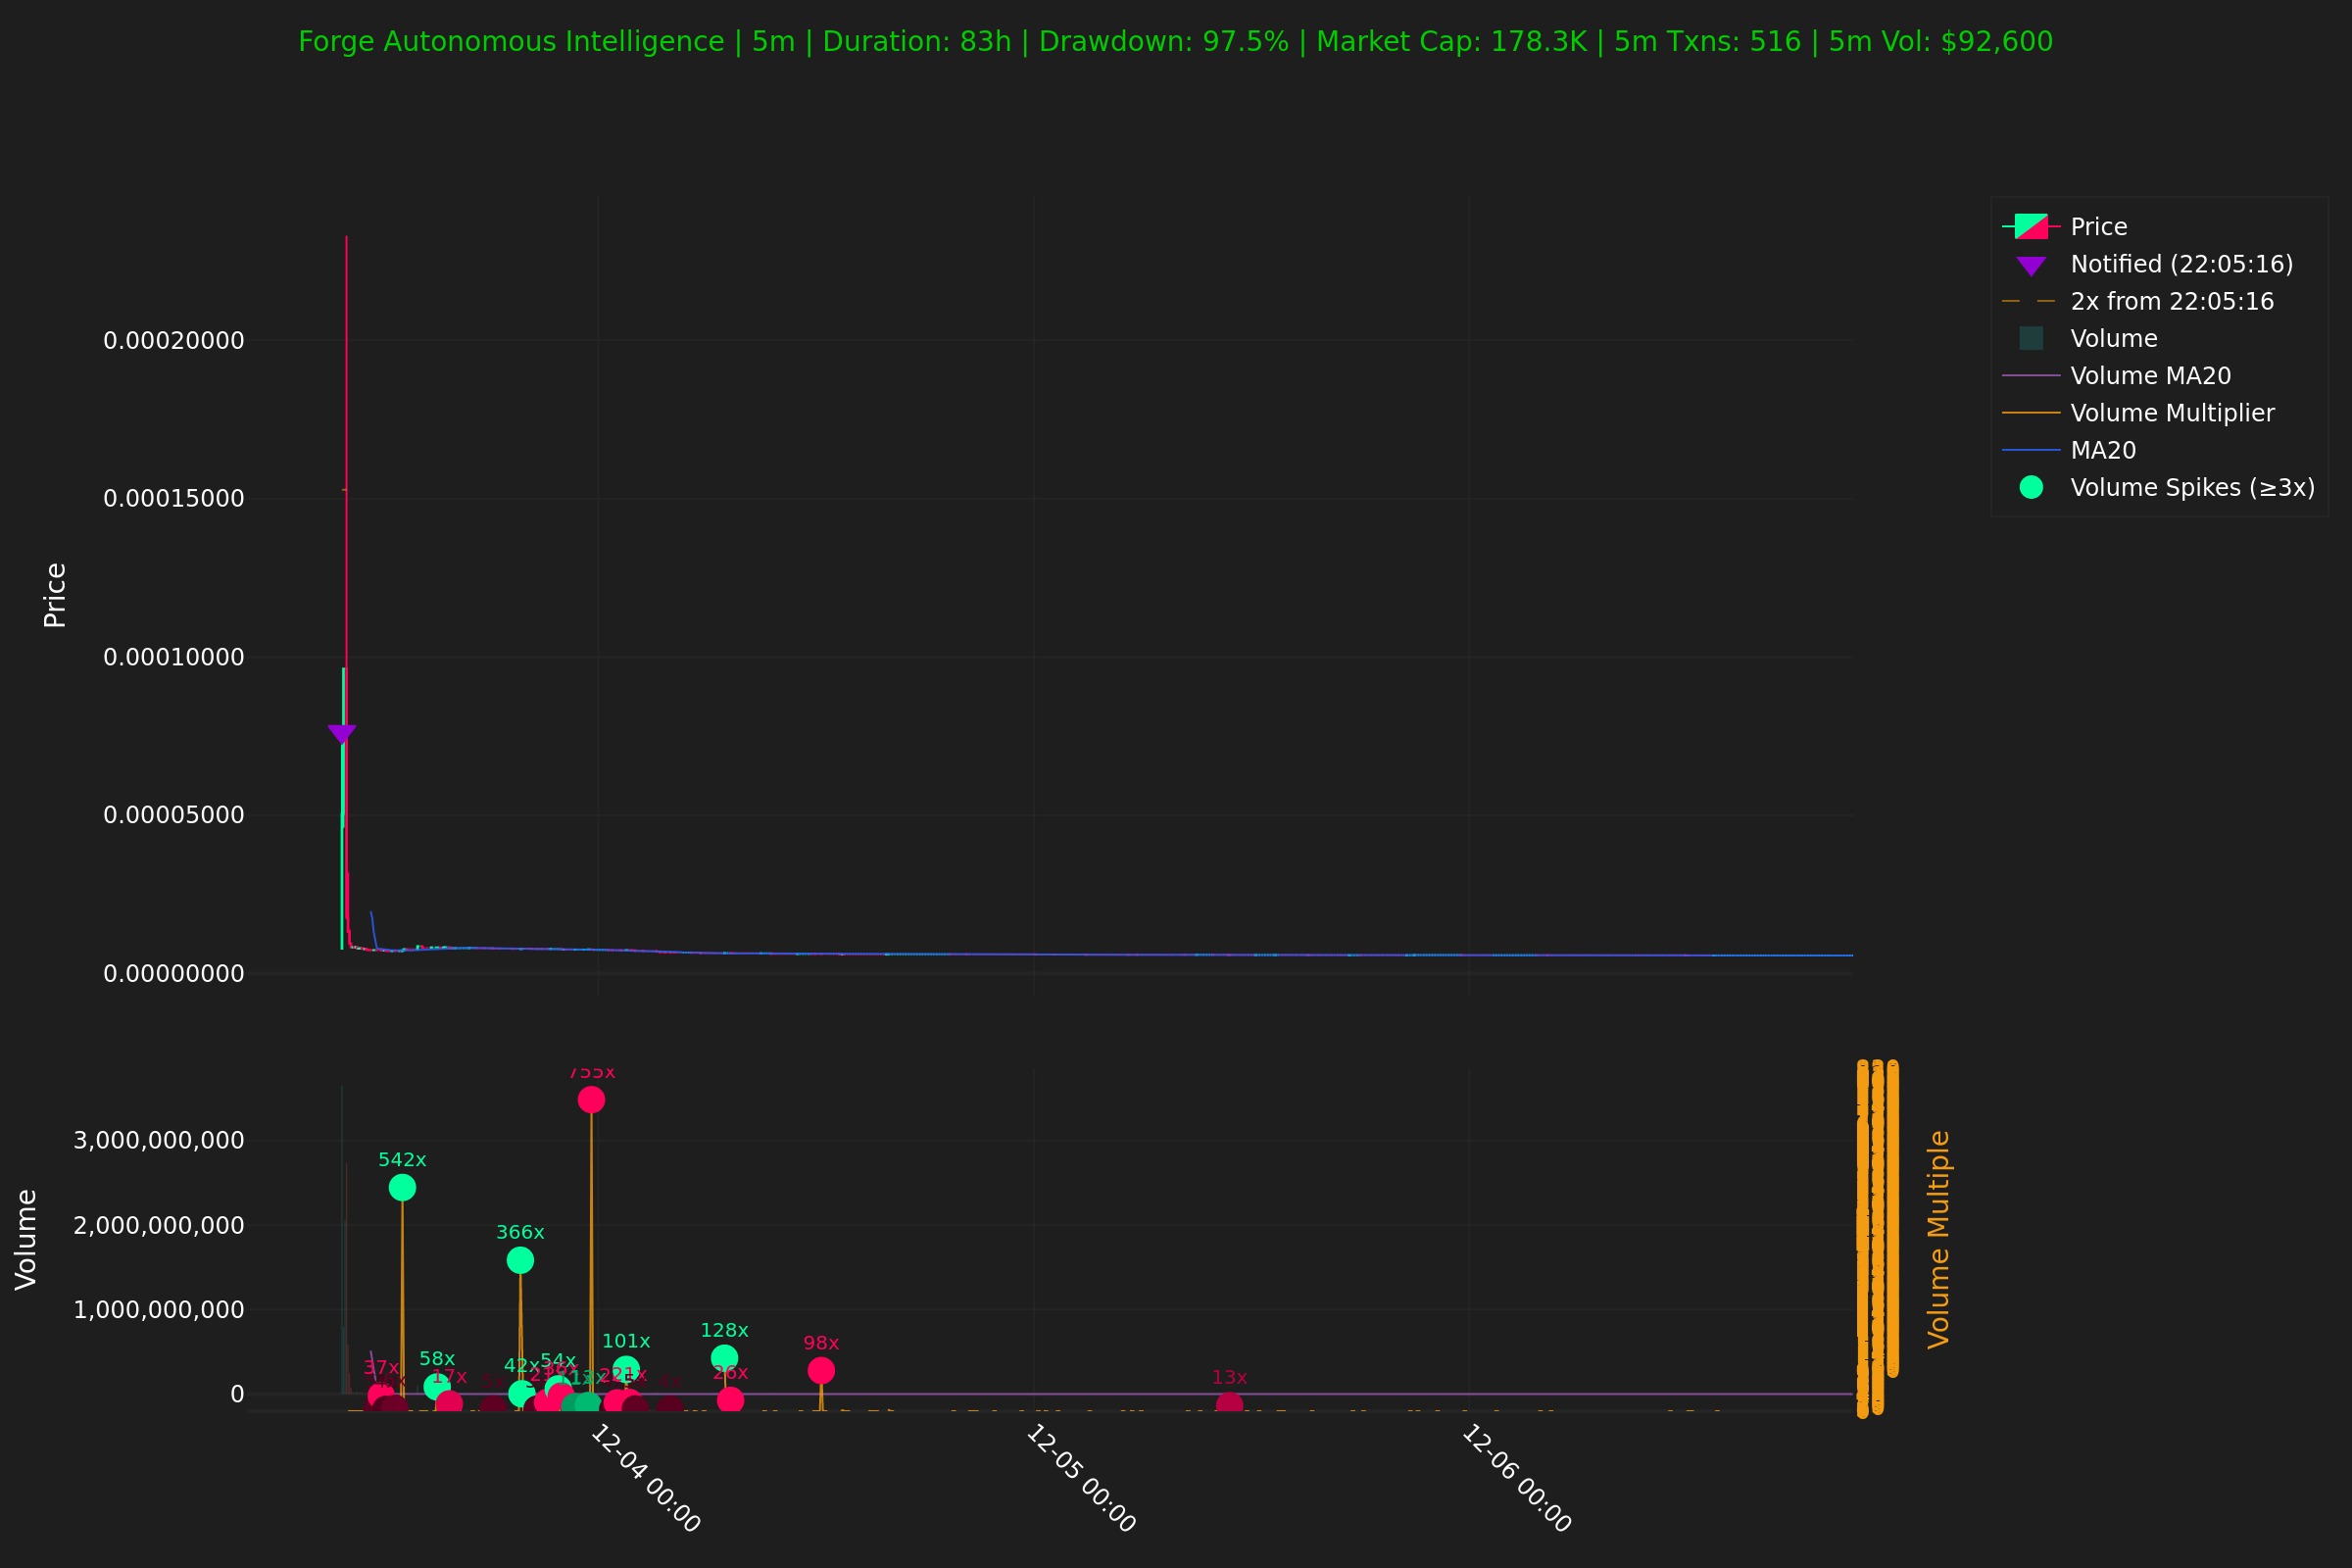 Forge Autonomous Intelligence | 5m | Duration: 83h | Drawdown: 97.5% | Market Cap: 178.3K | 5m Txns: 516 | 5m Vol: $92,600
Price
Notified (22:05:16)
2x from 22:05:16
Volume
Volume MA20
Volume Multiplier
MA20
Volume Spikes (≥3x)
Price
0.00020000
0.00015000
0.00010000
0.00005000
0.00000000
Volume
3,000,000,000
2,000,000,000
1,000,000,000
0
755x
542x
366x
128x
101x
98x
58x
54x
42x
37x
26x
17x
13x
Volume Multiple
12-04 00:00
12-05 00:00
12-06 00:00